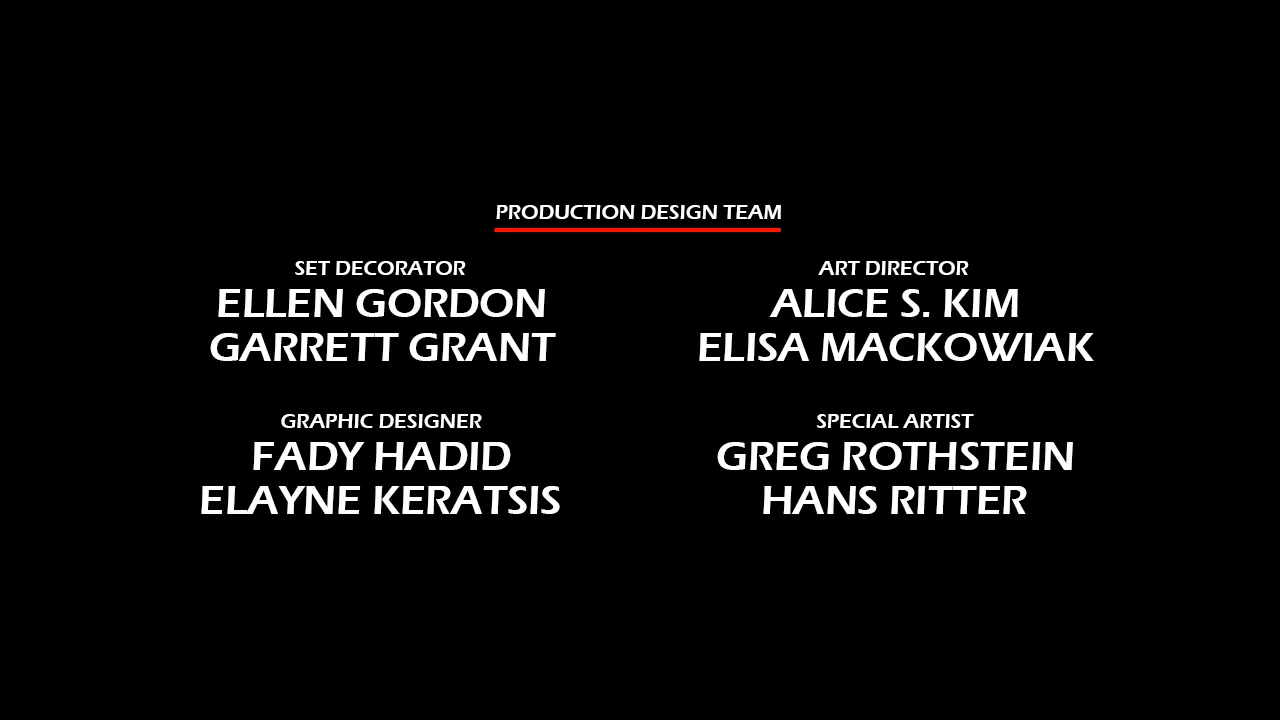 PRODUCTION DESIGN TEAM
SET DECORATOR
ELLEN GORDON
GARRETT GRANT
ART DIRECTOR
ALICE S. KIM
ELISA MACKOWIAK
GRAPHIC DESIGNER
FADY HADID
ELAYNE KERATSIS
SPECIAL ARTIST
GREG ROTHSTEIN
HANS RITTER